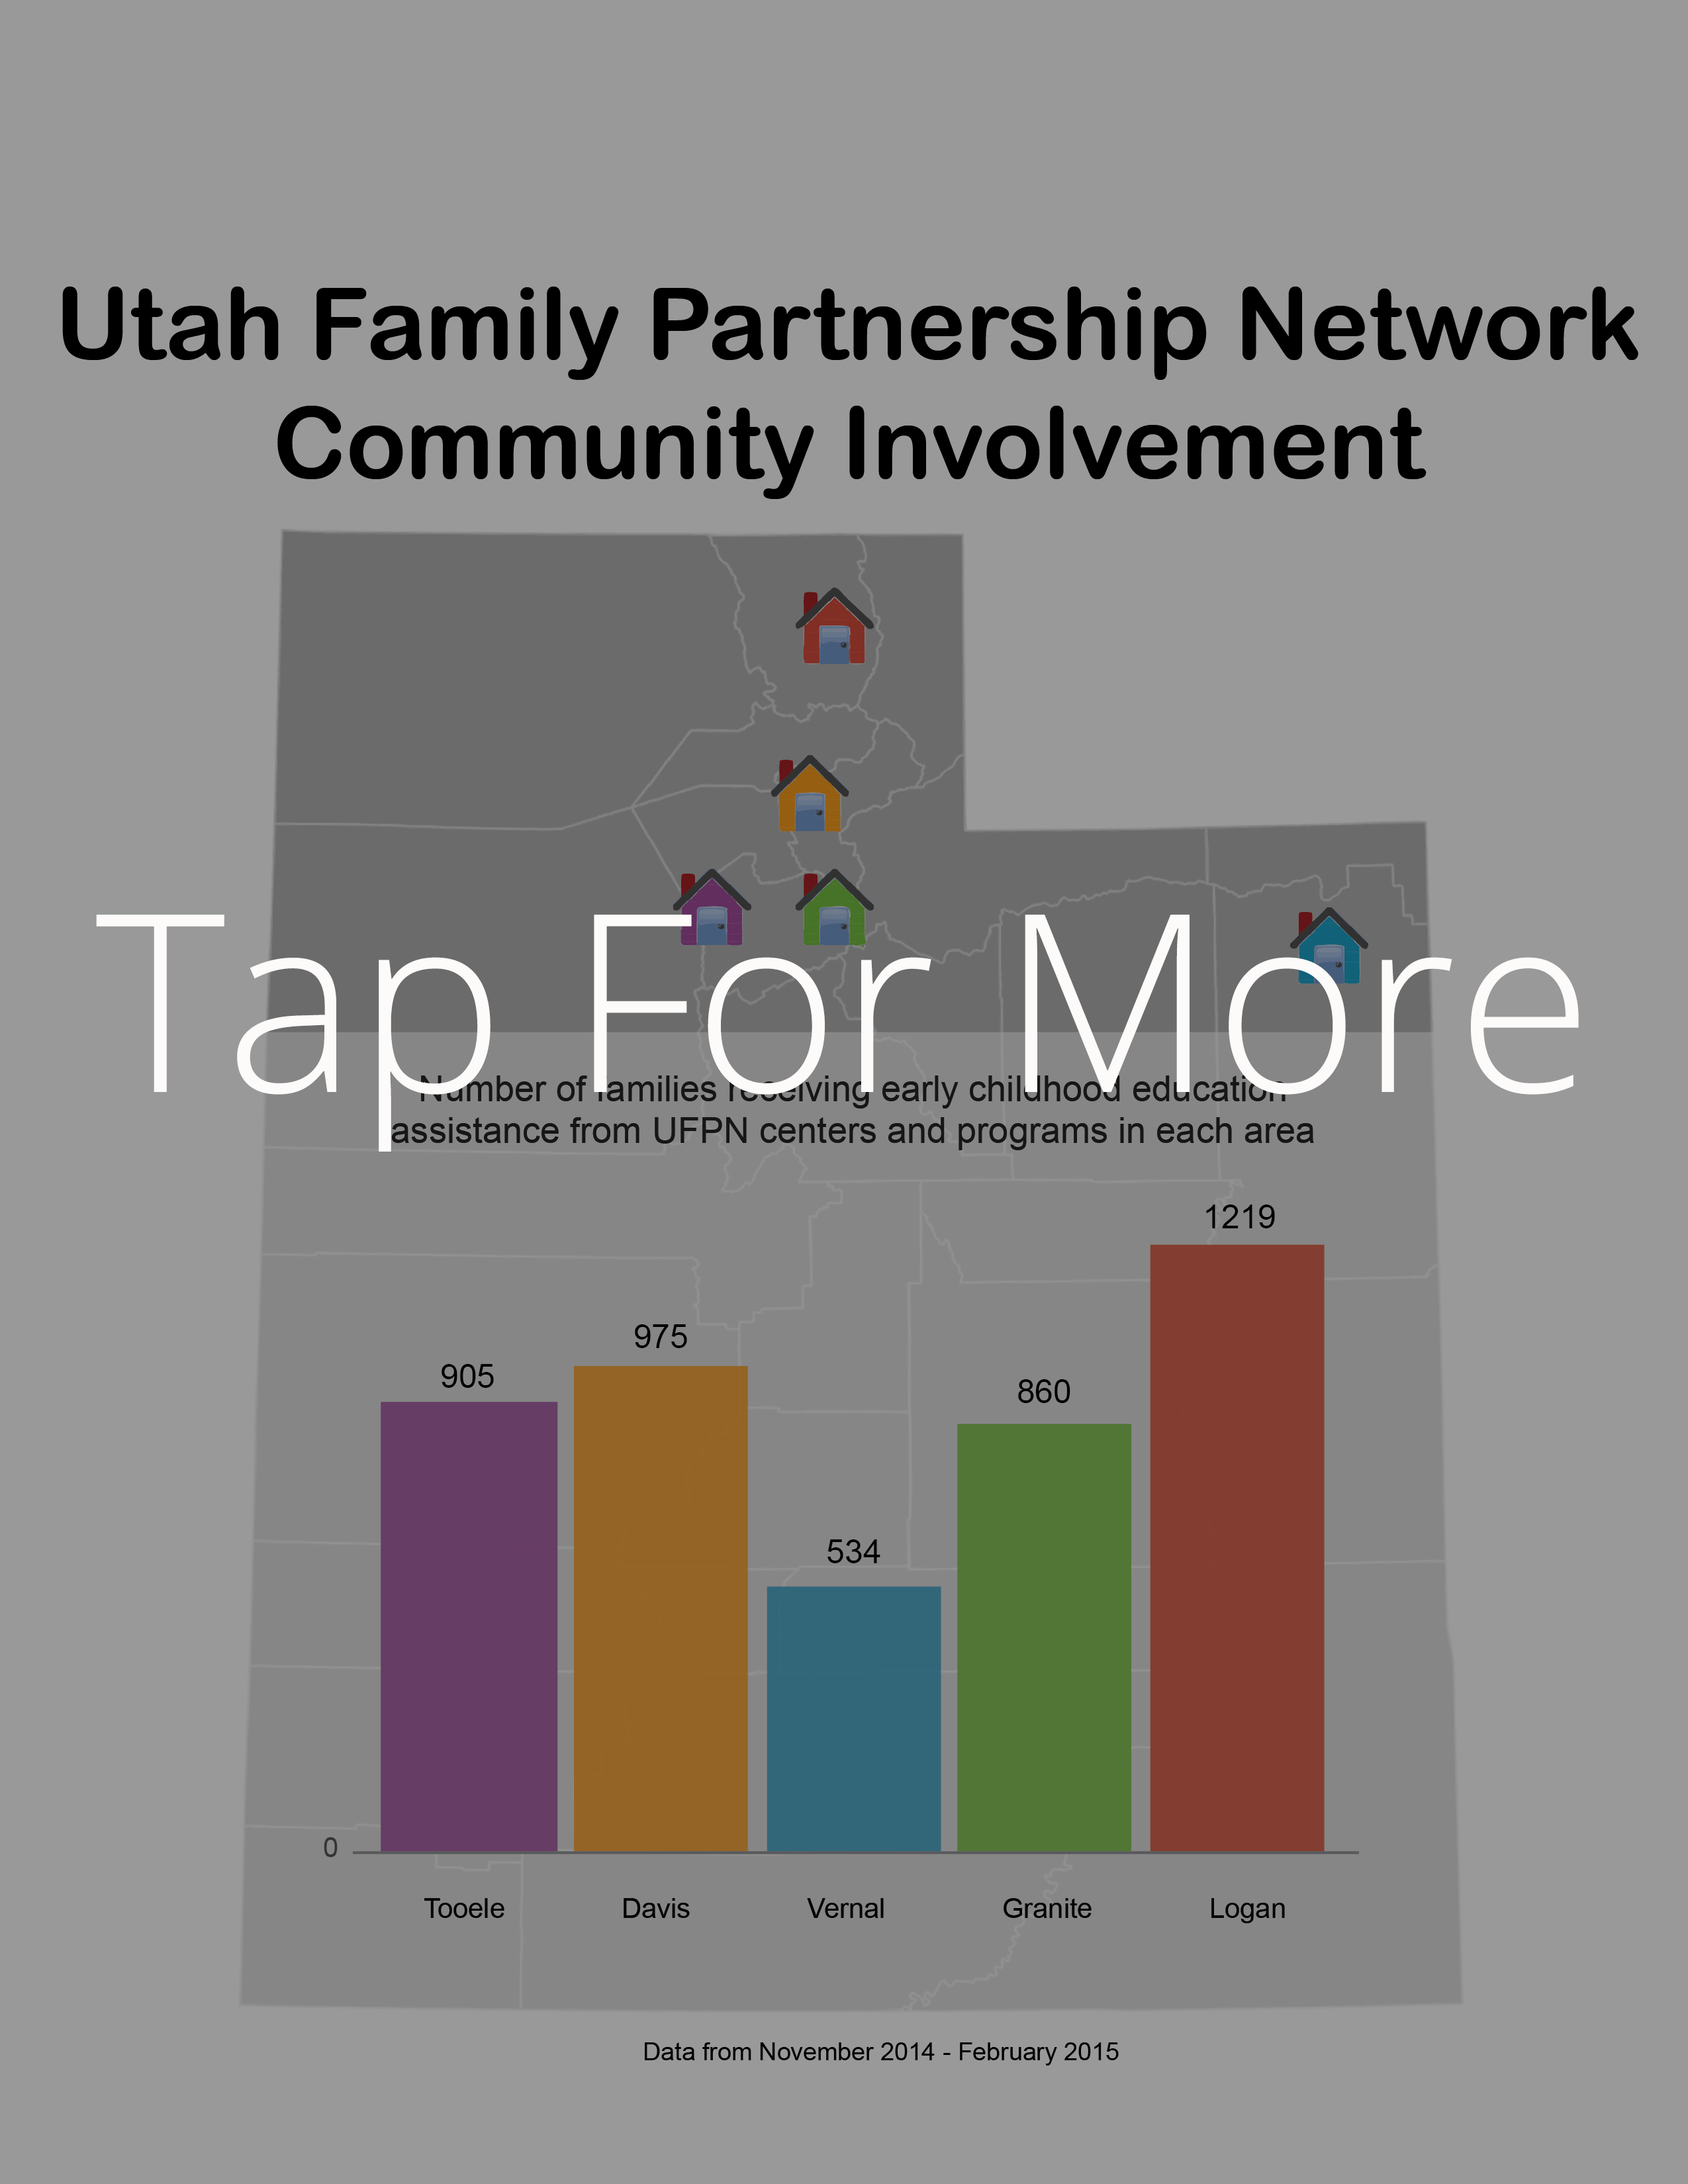 Utah Family Partnership Network
Community Involvement
Tap For More
Number of families receiving early childhood education
assistance from UFPN centers and programs in each area
1219
975
905
860
534
0
Tooele
Davis
Vernal
Granite
Logan
Data from November 2014 - February 2015